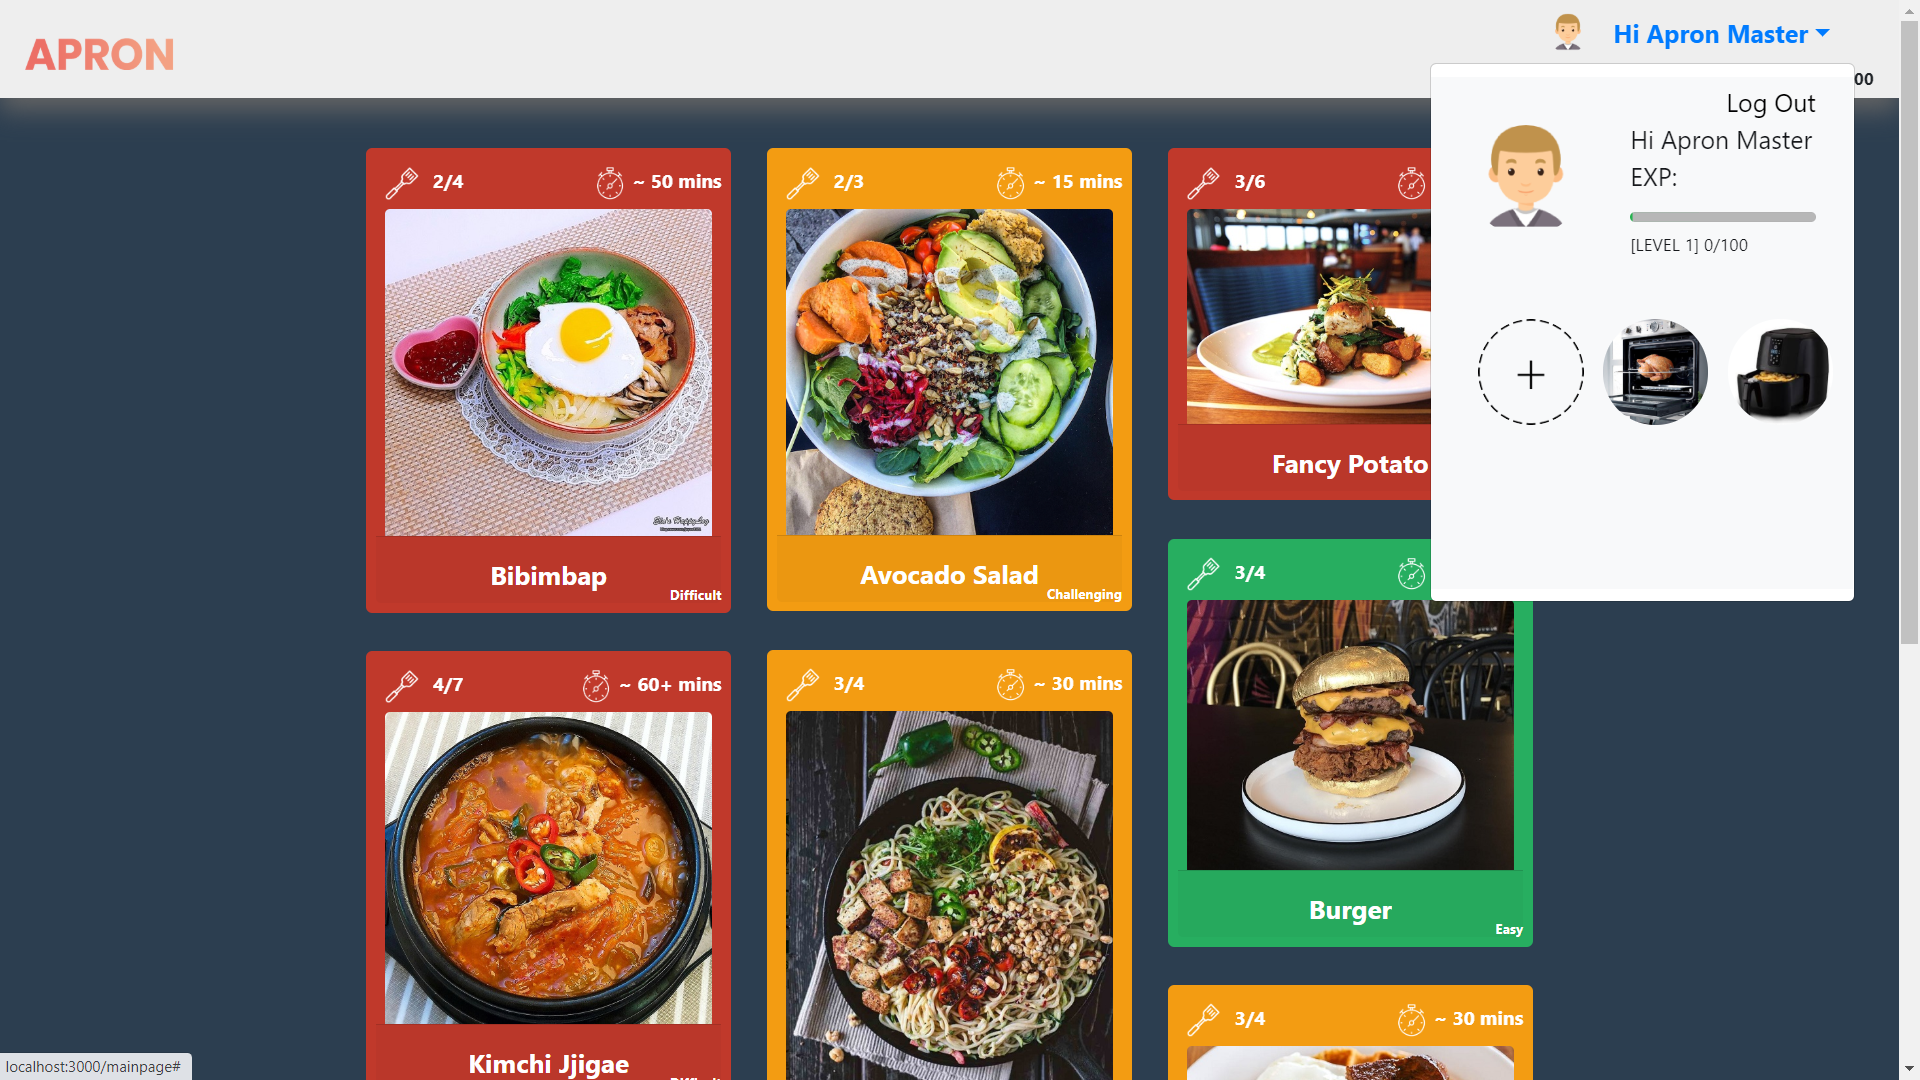 APRON
Hi Apron Master
00
Log Out
Hi Apron Master
EXP:
[LEVEL 1] 0/100
2/4
~ 50 mins
Bibimbap
Difficult
2/3
~ 15 mins
Avocado Salad
Challenging
3/6
Fancy Potato
3/4
Burger
Easy
4/7
~ 60+ mins
Kimchi Jjigae
3/4
~ 30 mins
3/4
~ 30 mins
localhost:3000/mainpage#